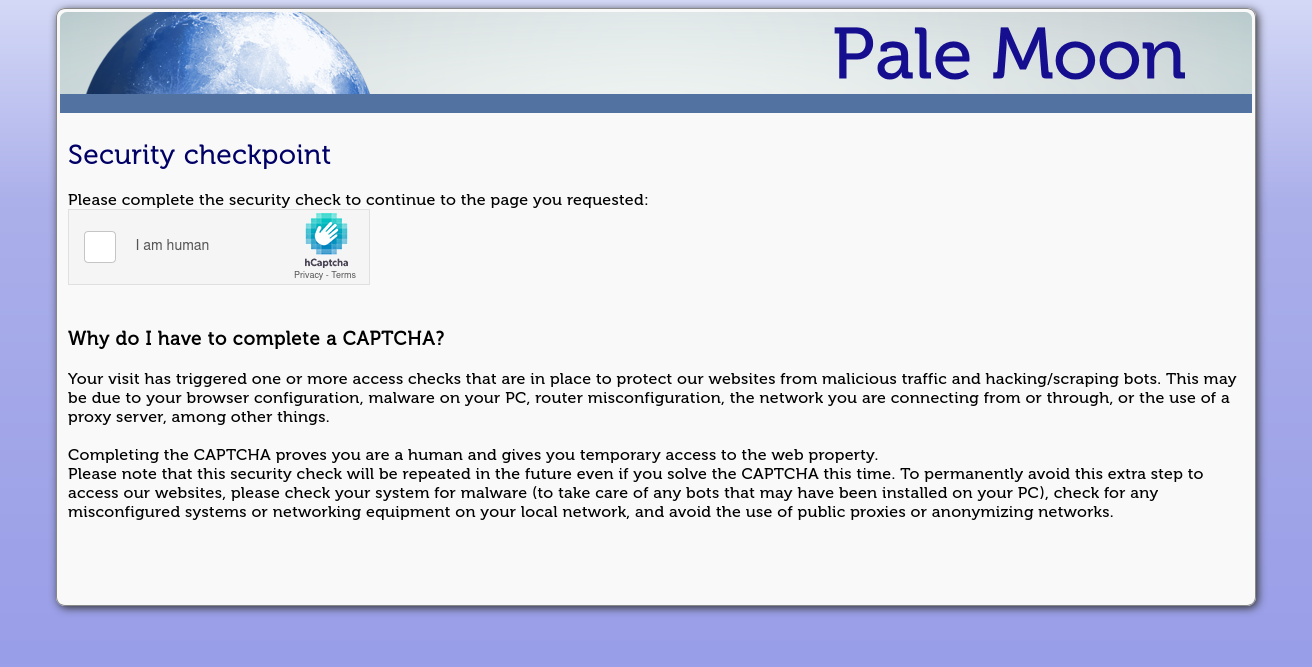 Pale Moon
Security checkpoint
Please complete the security check to continue to the page you requested:
I am human
hCaptcha
Privacy - Terms
Why do I have to complete a CAPTCHA?
Your visit has triggered one or more access checks that are in place to protect our websites from malicious traffic and hacking/scraping bots. This may
be due to your browser configuration, malware on your PC, router misconfiguration, the network you are connecting from or through, or the use of a
proxy server, among other things.
Completing the CAPTCHA proves you are a human and gives you temporary access to the web property.
Please note that this security check will be repeated in the future even if you solve the CAPTCHA this time. To permanently avoid this extra step to
access our websites, please check your system for malware (to take care of any bots that may have been installed on your PC), check for any
misconfigured systems or networking equipment on your local network, and avoid the use of public proxies or anonymizing networks.